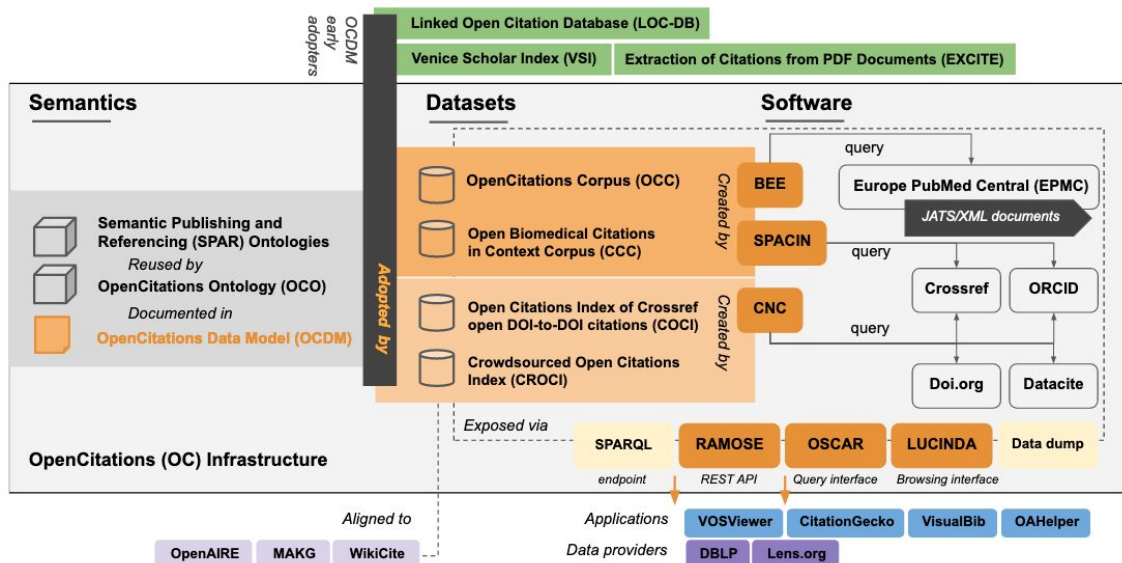 OCDM
early
adopters
Linked Open Citation Database (LOC-DB)
Venice Scholar Index (VSI)
Extraction of Citations from PDF Documents (EXCITE)
Semantics
Datasets
Software
Semantic Publishing and
Referencing (SPAR) Ontologies
Reused by
OpenCitations Ontology (OCO)
Documented in
OpenCitations Data Model (OCDM)
Adopted by
OpenCitations Corpus (OCC)
Open Biomedical Citations
in Context Corpus (CCC)
Created by
BEE
SPACIN
query
Europe PubMed Central (EPMC)
JATS/XML documents
query
Crossref
ORCID
Open Citations Index of Crossref
open DOI-to-DOI citations (COCI)
Crowdsourced Open Citations
Index (CROCI)
Created by
CNC
query
Doi.org
Datacite
Exposed via
SPARQL
RAMOSE
OSCAR
LUCINDA
Data dump
endpoint
REST API
Query interface
Browsing interface
OpenCitations (OC) Infrastructure
Aligned to
OpenAIRE
MAKG
WikiCite
Applications
VOSViewer
CitationGecko
VisualBib
OAHelper
Data providers
DBLP
Lens.org